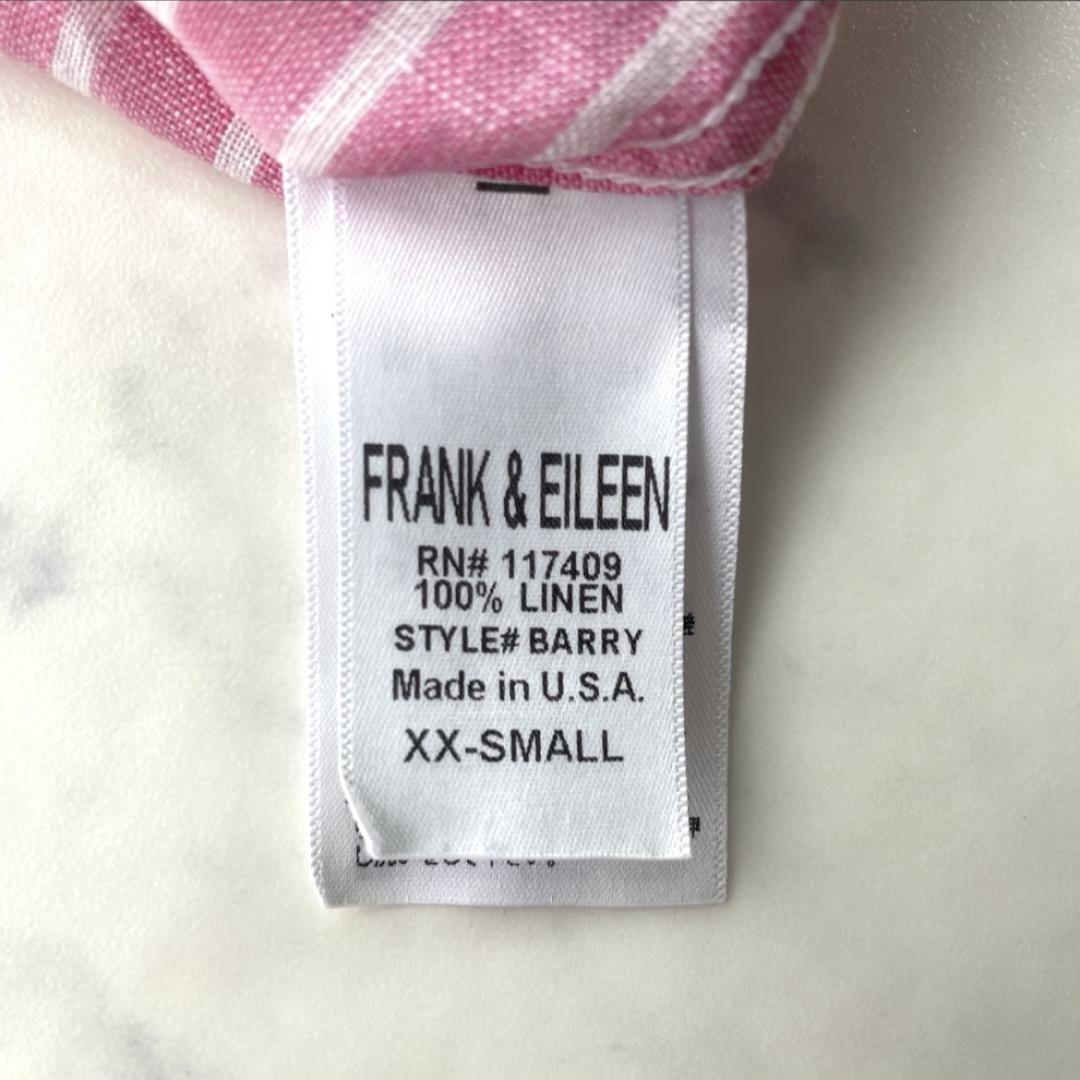 FRANK & EILEEN
RN# 117409
100% LINEN
STYLE# BARRY
Made in U.S.A.
XX-SMALL